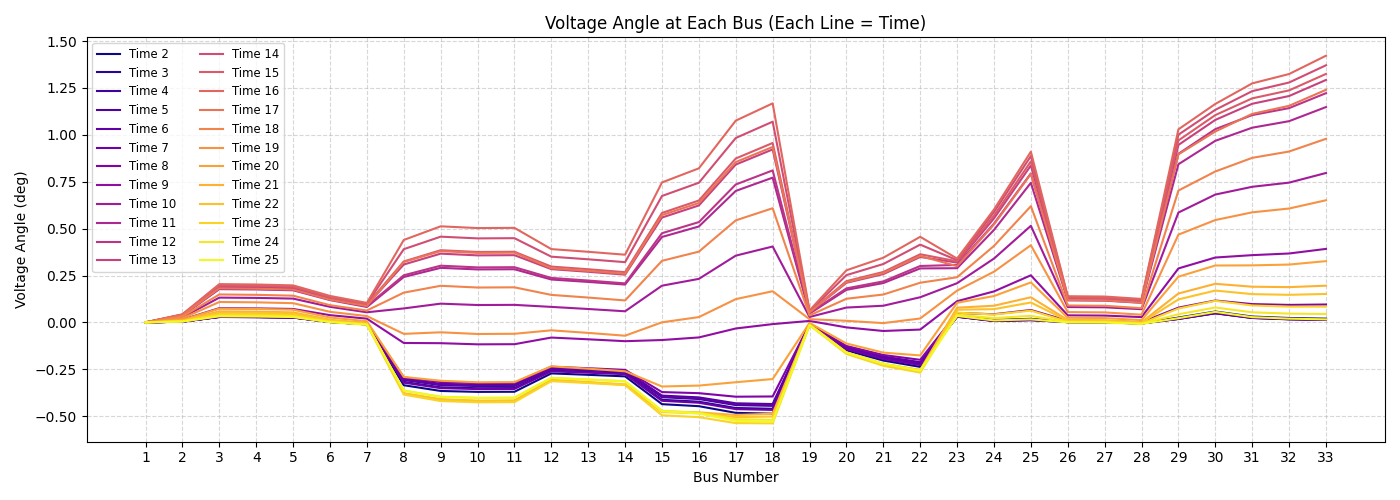 Voltage Angle at Each Bus (Each Line = Time)
Voltage Angle (deg)
1.50
1.25
1.00
0.75
0.50
0.25
0.00
−0.25
−0.50
Time 2
Time 3
Time 4
Time 5
Time 6
Time 7
Time 8
Time 9
Time 10
Time 11
Time 12
Time 13
Time 14
Time 15
Time 16
Time 17
Time 18
Time 19
Time 20
Time 21
Time 22
Time 23
Time 24
Time 25
1 2 3 4 5 6 7 8 9 10 11 12 13 14 15 16 17 18 19 20 21 22 23 24 25 26 27 28 29 30 31 32 33
Bus Number